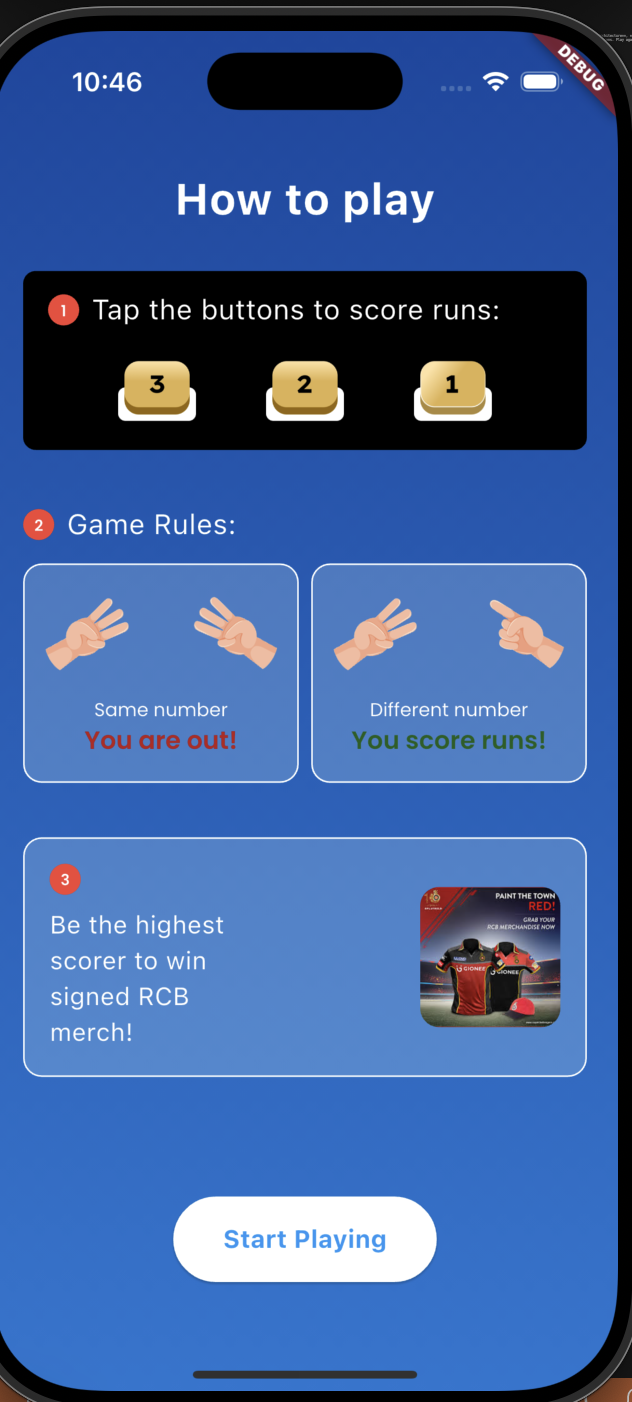 10:46
DEBUG
How to play
1 Tap the buttons to score runs:
3 2 1
2 Game Rules:
Same number
You are out!
Different number
You score runs!
3
Be the highest
scorer to win
signed RCB
merch!
PAINT THE TOWN
RED!
GRAB YOUR
RCB MERCHANDISE NOW
GIONEE
GIONEE
Start Playing